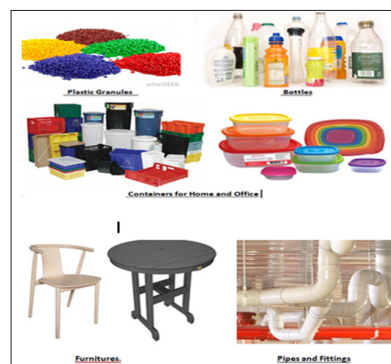 Plastic Granules
Bottles
Containers for Home and Office
Furnitures.
Pipes and Fittings